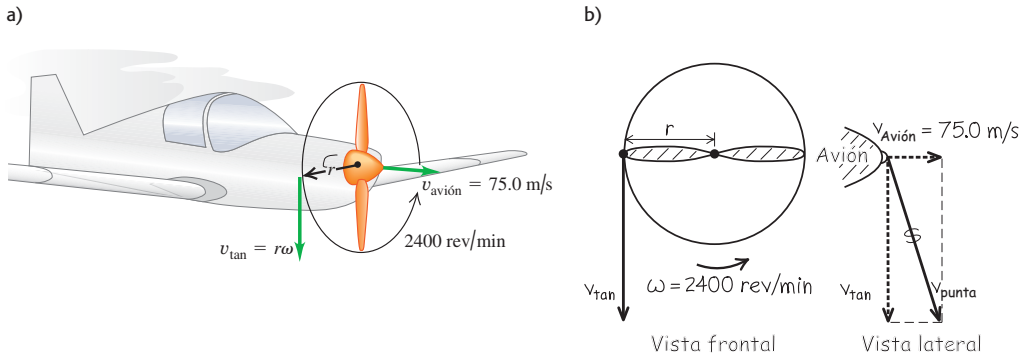 a)
r
v_avión = 75.0 m/s
2400 rev/min
v_tan = rω
b)
r
v_tan
ω = 2400 rev/min
Vista frontal
v_Avión = 75.0 m/s
Avión
v_tan
v_punta
Vista lateral